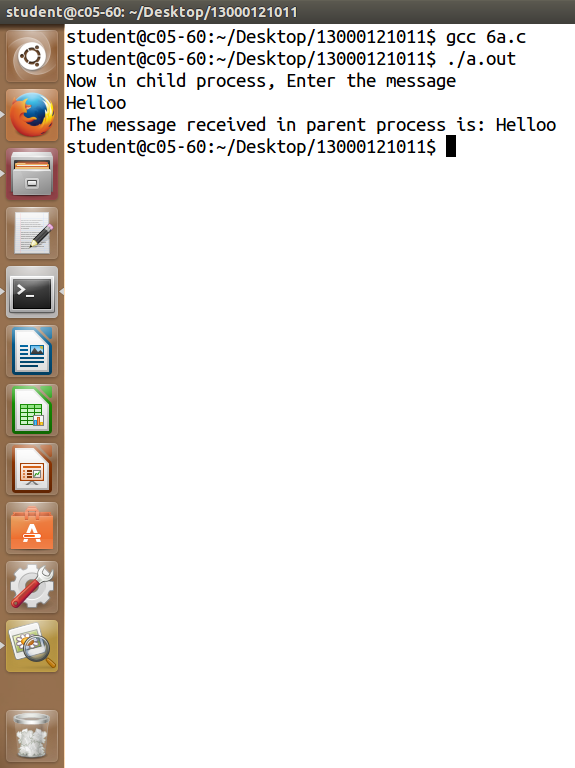 student@c05-60: ~/Desktop/13000121011
student@c05-60:~/Desktop/13000121011$ gcc 6a.c
student@c05-60:~/Desktop/13000121011$ ./a.out
Now in child process, Enter the message
Helloo
The message received in parent process is: Helloo
student@c05-60:~/Desktop/13000121011$